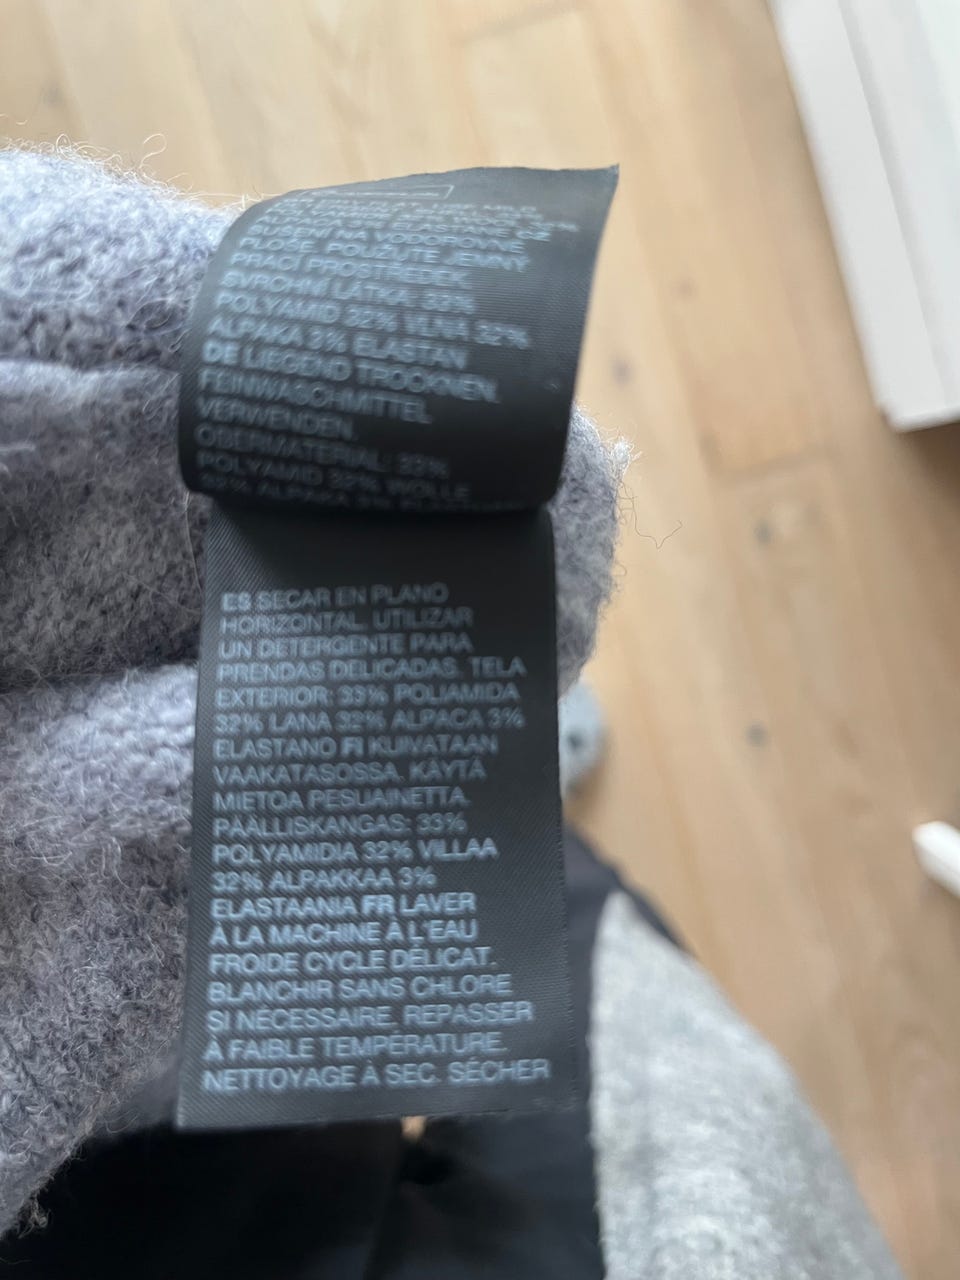 PLOŠE. POUŽÍTE JEMNÝ
PRACÍ PROSTŘEDEK
SVRCHNÍ LÁTKA: 33%
POLYAMID 32% VLNA 32%
ALPAKA 3% ELASTAN
DE LIEGEND TROCKNEN.
FEINWASCHMITTEL
VERWENDEN.
OBERMATERIAL: 33%
POLYAMID 32% WOLLE
ES SECAR EN PLANO
HORIZONTAL. UTILIZAR
UN DETERGENTE PARA
PRENDAS DELICADAS. TELA
EXTERIOR: 33% POLIAMIDA
32% LANA 32% ALPACA 3%
ELASTANO FI KUIVATAAN
VAAKATASOSSA. KÄYTÄ
MIETOA PESUAINETTA.
PÄÄLLISKANGAS: 33%
POLYAMIDIA 32% VILLAA
32% ALPAKKAA 3%
ELASTAANIA FR LAVER
À LA MACHINE À L'EAU
FROIDE CYCLE DÉLICAT.
BLANCHIR SANS CHLORE
SI NÉCESSAIRE. REPASSER
À FAIBLE TEMPÉRATURE.
NETTOYAGE À SEC. SÉCHER